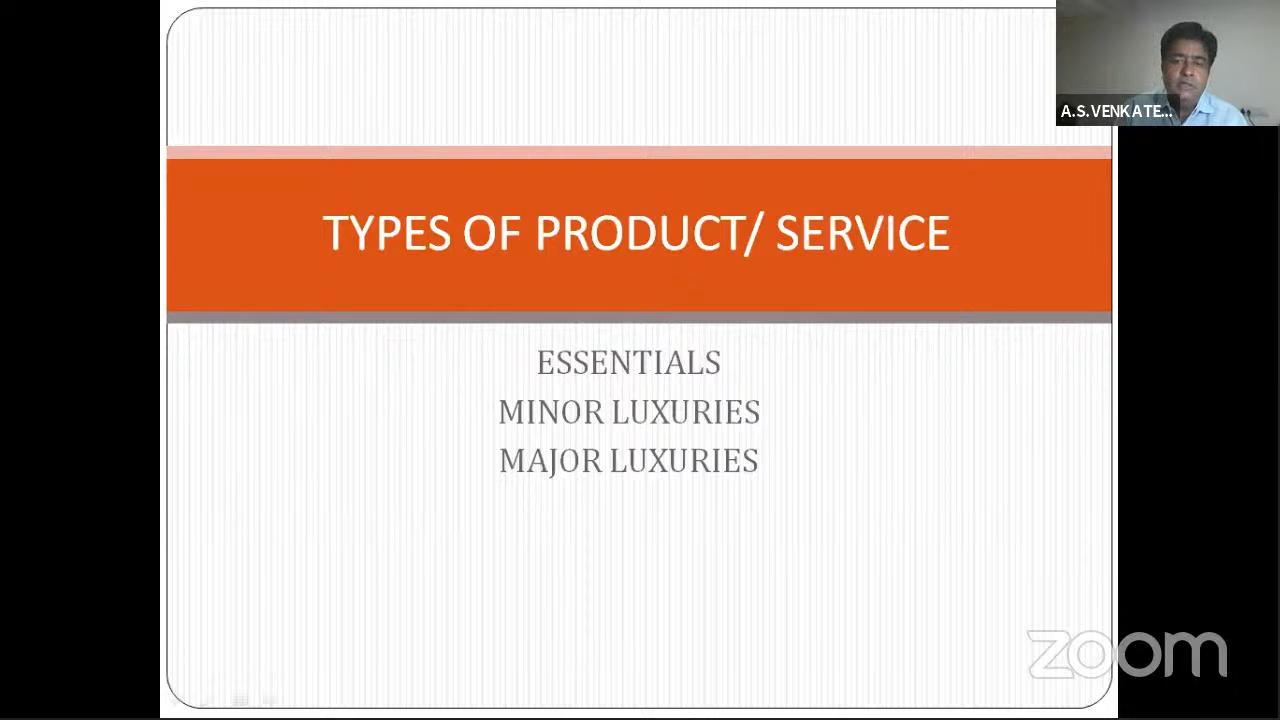 A.S.VENKATE...
TYPES OF PRODUCT/ SERVICE
ESSENTIALS
MINOR LUXURIES
MAJOR LUXURIES
zoom